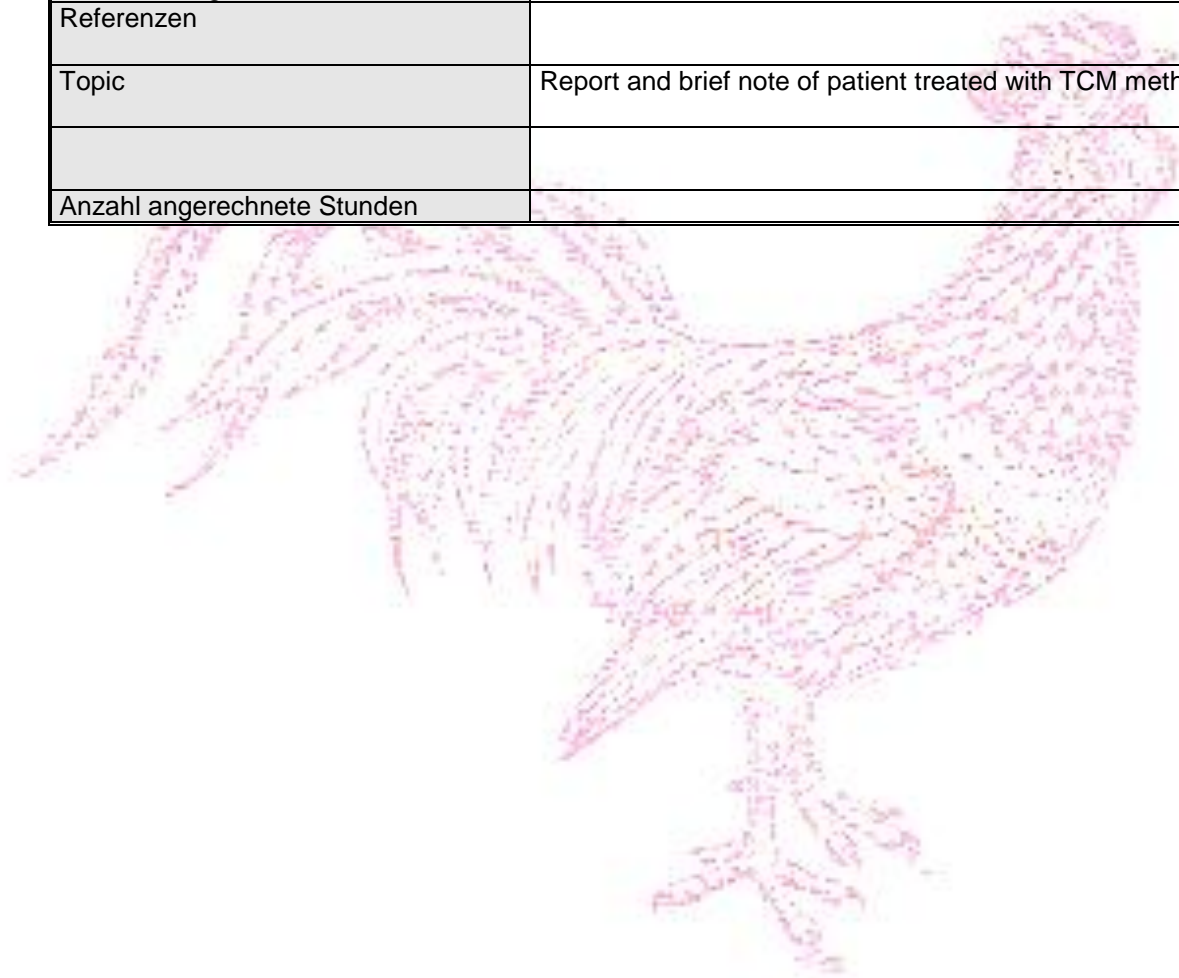 Referenzen
Topic
Report and brief note of patient treated with TCM
Anzahl angerechnete Stunden